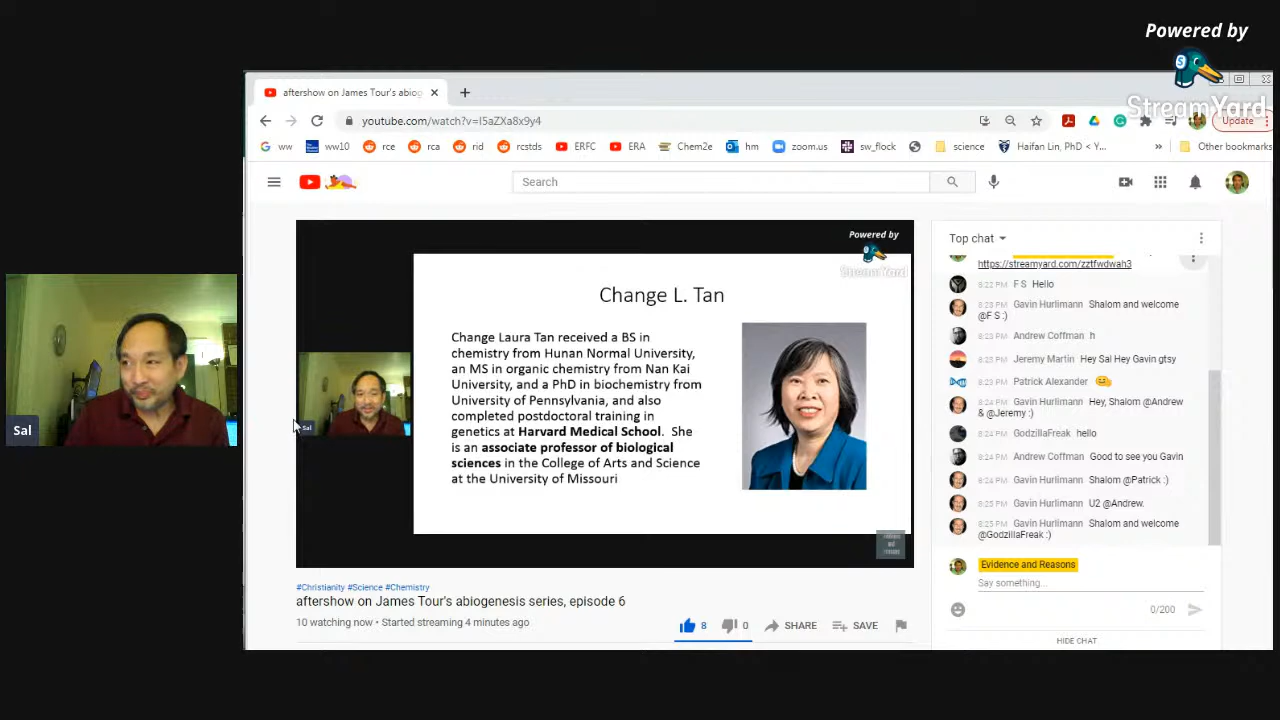 Powered by
StreamYard
aftershow on James Tour's abiog
youtube.com/watch?v=I5aZXa8x9y4
Update
ww
ww10
rce
rca
rid
rcstds
ERFC
ERA
Chem2e
hm
zoom.us
sw_flock
science
Haifan Lin, PhD < Y...
»
Other bookmarks
Search
Powered by
StreamYard
Change L. Tan
Change Laura Tan received a BS in
chemistry from Hunan Normal University,
an MS in organic chemistry from Nan Kai
University, and a PhD in biochemistry from
University of Pennsylvania, and also
completed postdoctoral training in
genetics at Harvard Medical School. She
is an associate professor of biological
sciences in the College of Arts and Science
at the University of Missouri
Sal
Sal
#Christianity #Science #Chemistry
aftershow on James Tour's abiogenesis series, episode 6
10 watching now • Started streaming 4 minutes ago
8
0
SHARE
SAVE
Top chat
https://streamyard.com/zztfwdwah3
8:22 PM F S Hello
8:23 PM Gavin Hurlimann Shalom and welcome
@F S :)
8:23 PM Andrew Coffman h
8:23 PM Jeremy Martin Hey Sal Hey Gavin gtsy
8:23 PM Patrick Alexander
8:24 PM Gavin Hurlimann Hey, Shalom @Andrew
& @Jeremy :)
8:24 PM GodzillaFreak hello
8:24 PM Andrew Coffman Good to see you Gavin
8:24 PM Gavin Hurlimann Shalom @Patrick :)
8:25 PM Gavin Hurlimann U2 @Andrew.
8:25 PM Gavin Hurlimann Shalom and welcome
@GodzillaFreak :)
Evidence and Reasons
Say something...
0/200
HIDE CHAT